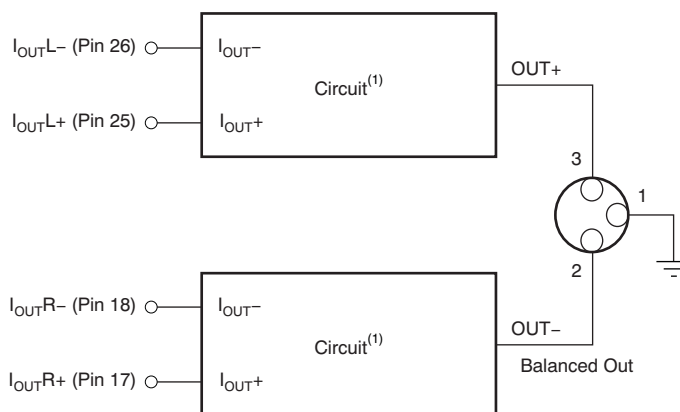 I_OUT L− (Pin 26)
I_OUT−
Circuit(1)
OUT+
I_OUT L+ (Pin 25)
I_OUT+
3
1
2
I_OUT R− (Pin 18)
I_OUT−
Circuit(1)
OUT−
Balanced Out
I_OUT R+ (Pin 17)
I_OUT+